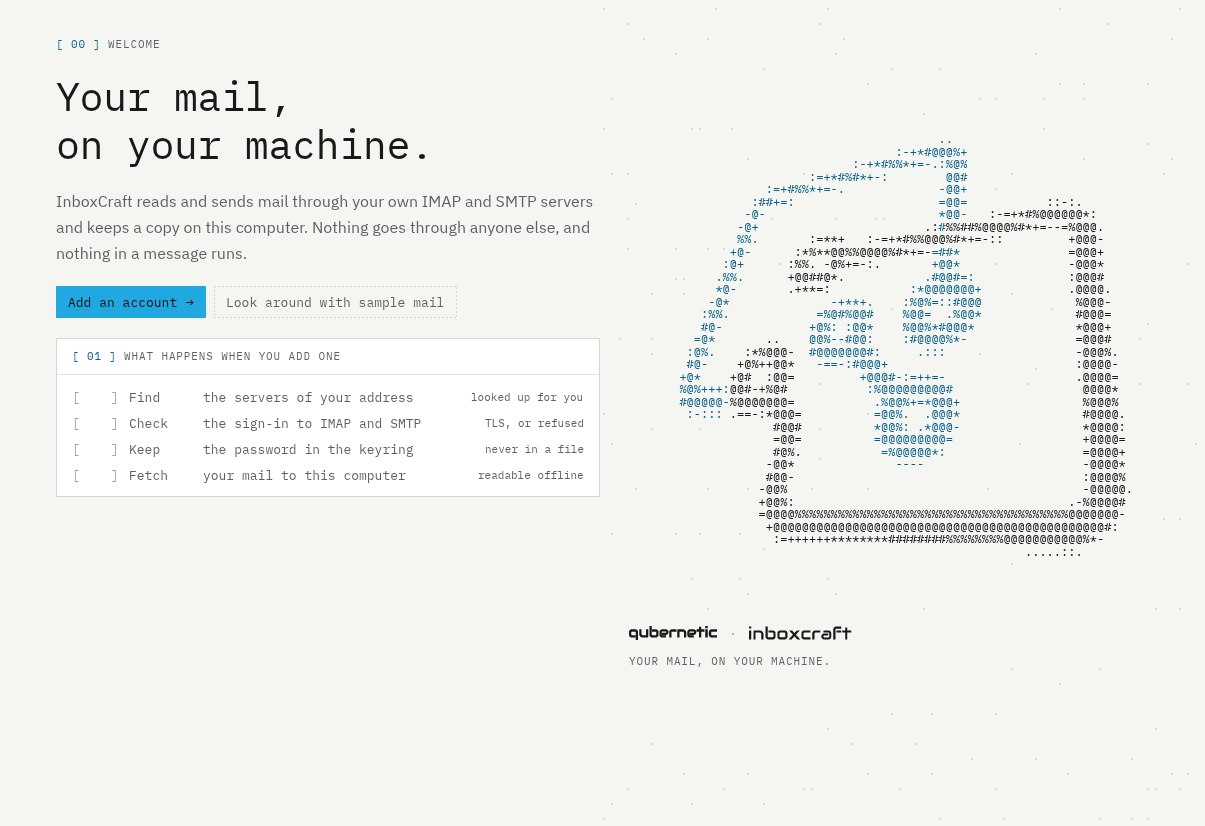 [ 00 ] WELCOME
Your mail,
on your machine.
InboxCraft reads and sends mail through your own IMAP and SMTP servers
and keeps a copy on this computer. Nothing goes through anyone else, and
nothing in a message runs.
Add an account →
Look around with sample mail
[ 01 ] WHAT HAPPENS WHEN YOU ADD ONE
[ ] Find the servers of your address looked up for you
[ ] Check the sign-in to IMAP and SMTP TLS, or refused
[ ] Keep the password in the keyring never in a file
[ ] Fetch your mail to this computer readable offline
qubernetic · inboxcraft
YOUR MAIL, ON YOUR MACHINE.